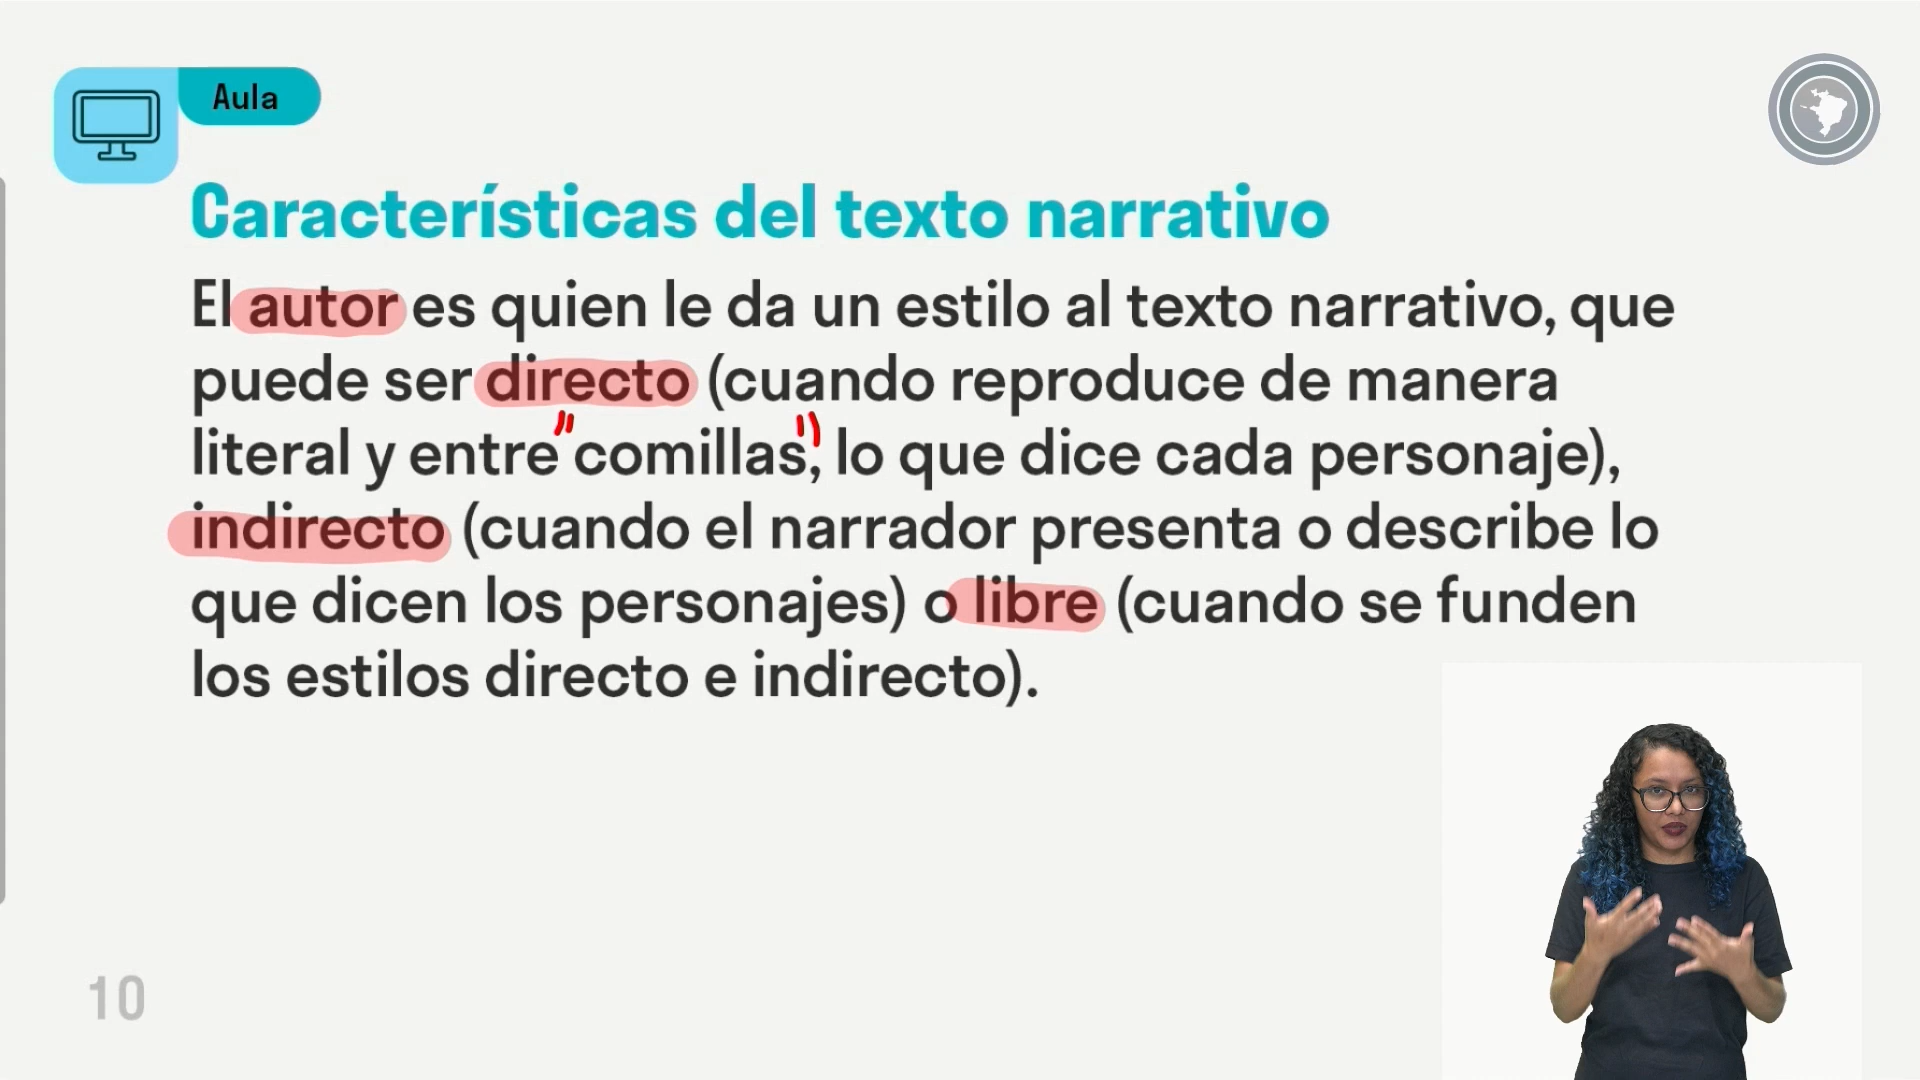 Aula
Características del texto narrativo
El autor es quien le da un estilo al texto narrativo, que
puede ser directo (cuando reproduce de manera
literal y entre "comillas", lo que dice cada personaje),
indirecto (cuando el narrador presenta o describe lo
que dicen los personajes) o libre (cuando se funden
los estilos directo e indirecto).
10